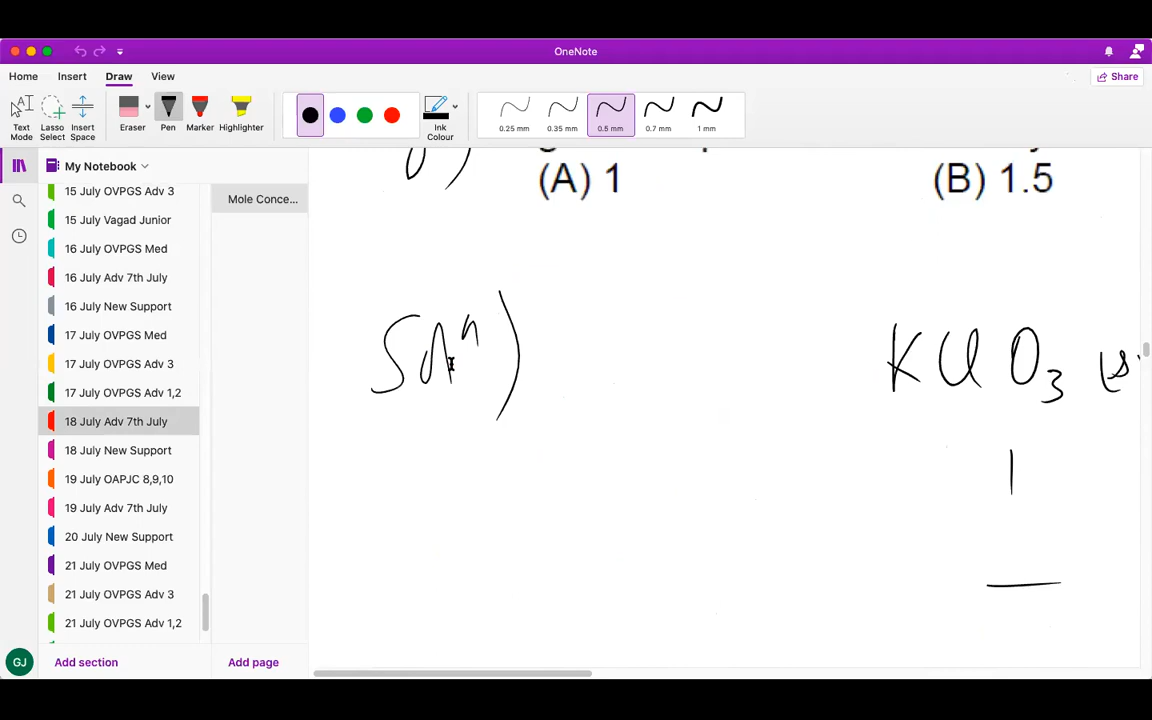 OneNote
Home Insert Draw View
Share
Text Mode
Lasso Select
Insert Space
Eraser
Pen
Marker
Highlighter
Ink Colour
0.25 mm
0.35 mm
0.5 mm
0.7 mm
1 mm
My Notebook
15 July OVPGS Adv 3
15 July Vagad Junior
16 July OVPGS Med
16 July Adv 7th July
16 July New Support
17 July OVPGS Med
17 July OVPGS Adv 3
17 July OVPGS Adv 1,2
18 July Adv 7th July
18 July New Support
19 July OAPJC 8,9,10
19 July Adv 7th July
20 July New Support
21 July OVPGS Med
21 July OVPGS Adv 3
21 July OVPGS Adv 1,2
GJ
Add section
Mole Conce...
Add page
(A) 1 (B) 1.5
Solⁿ) KClO₃ (s
1